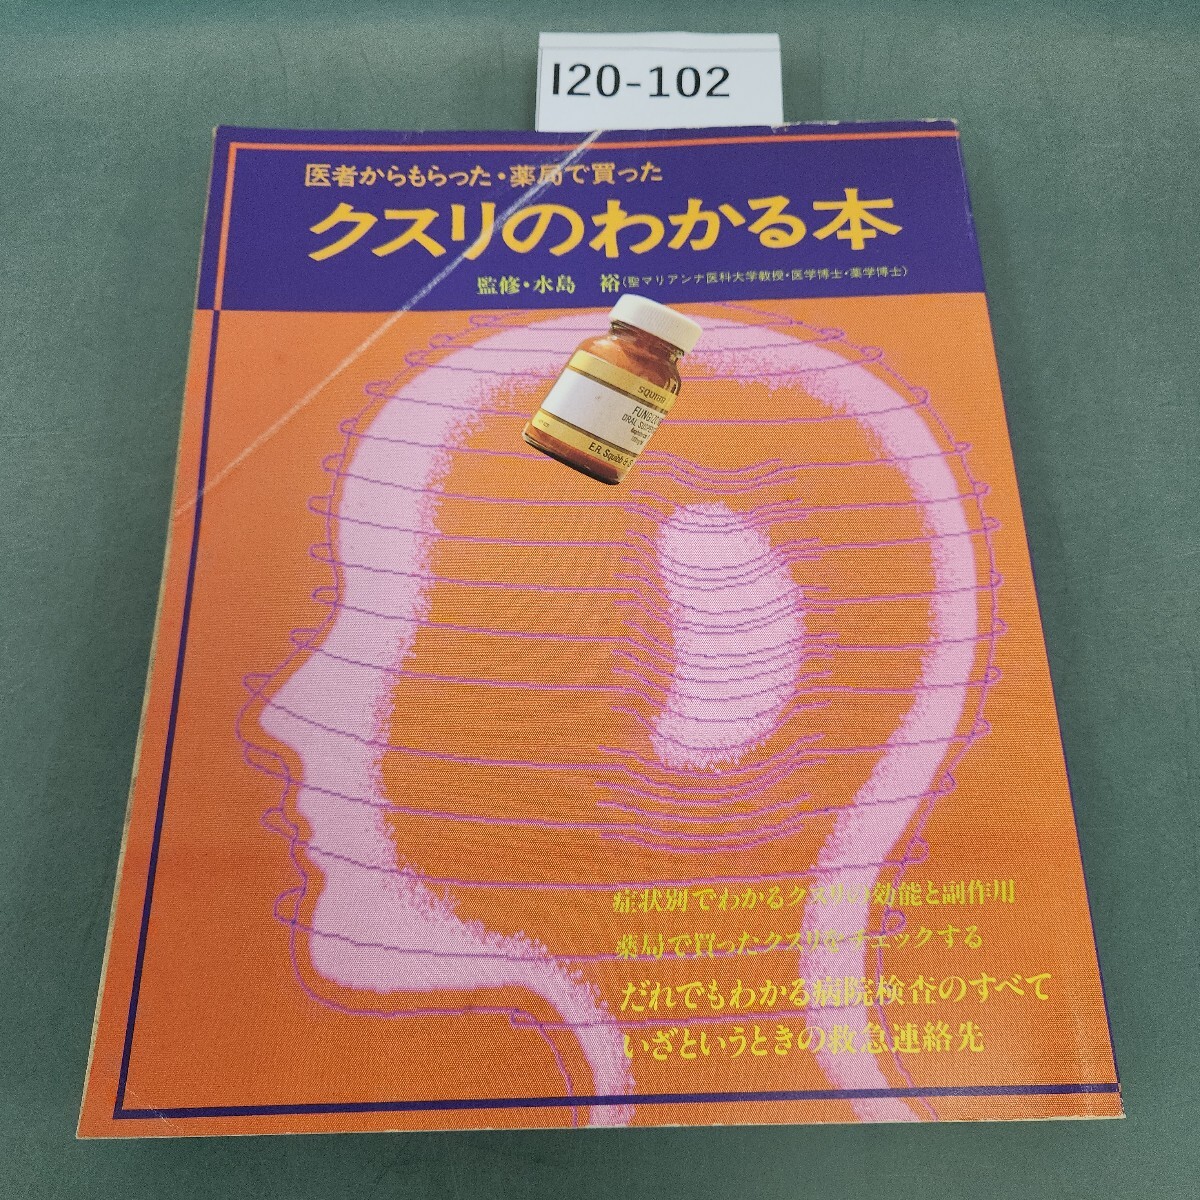 I20-102
医者からもらった・薬局で買った
クスリのわかる本
監修・水島 裕(聖マリアンナ医科大学教授・医学博士・薬学博士)
SQUIBB
ORAL
E.R. Squibb &
症状別でわかるクスリの効能と副作用
薬局で買ったクスリをチェックする
だれでもわかる病院検査のすべて
いざというときの救急連絡先